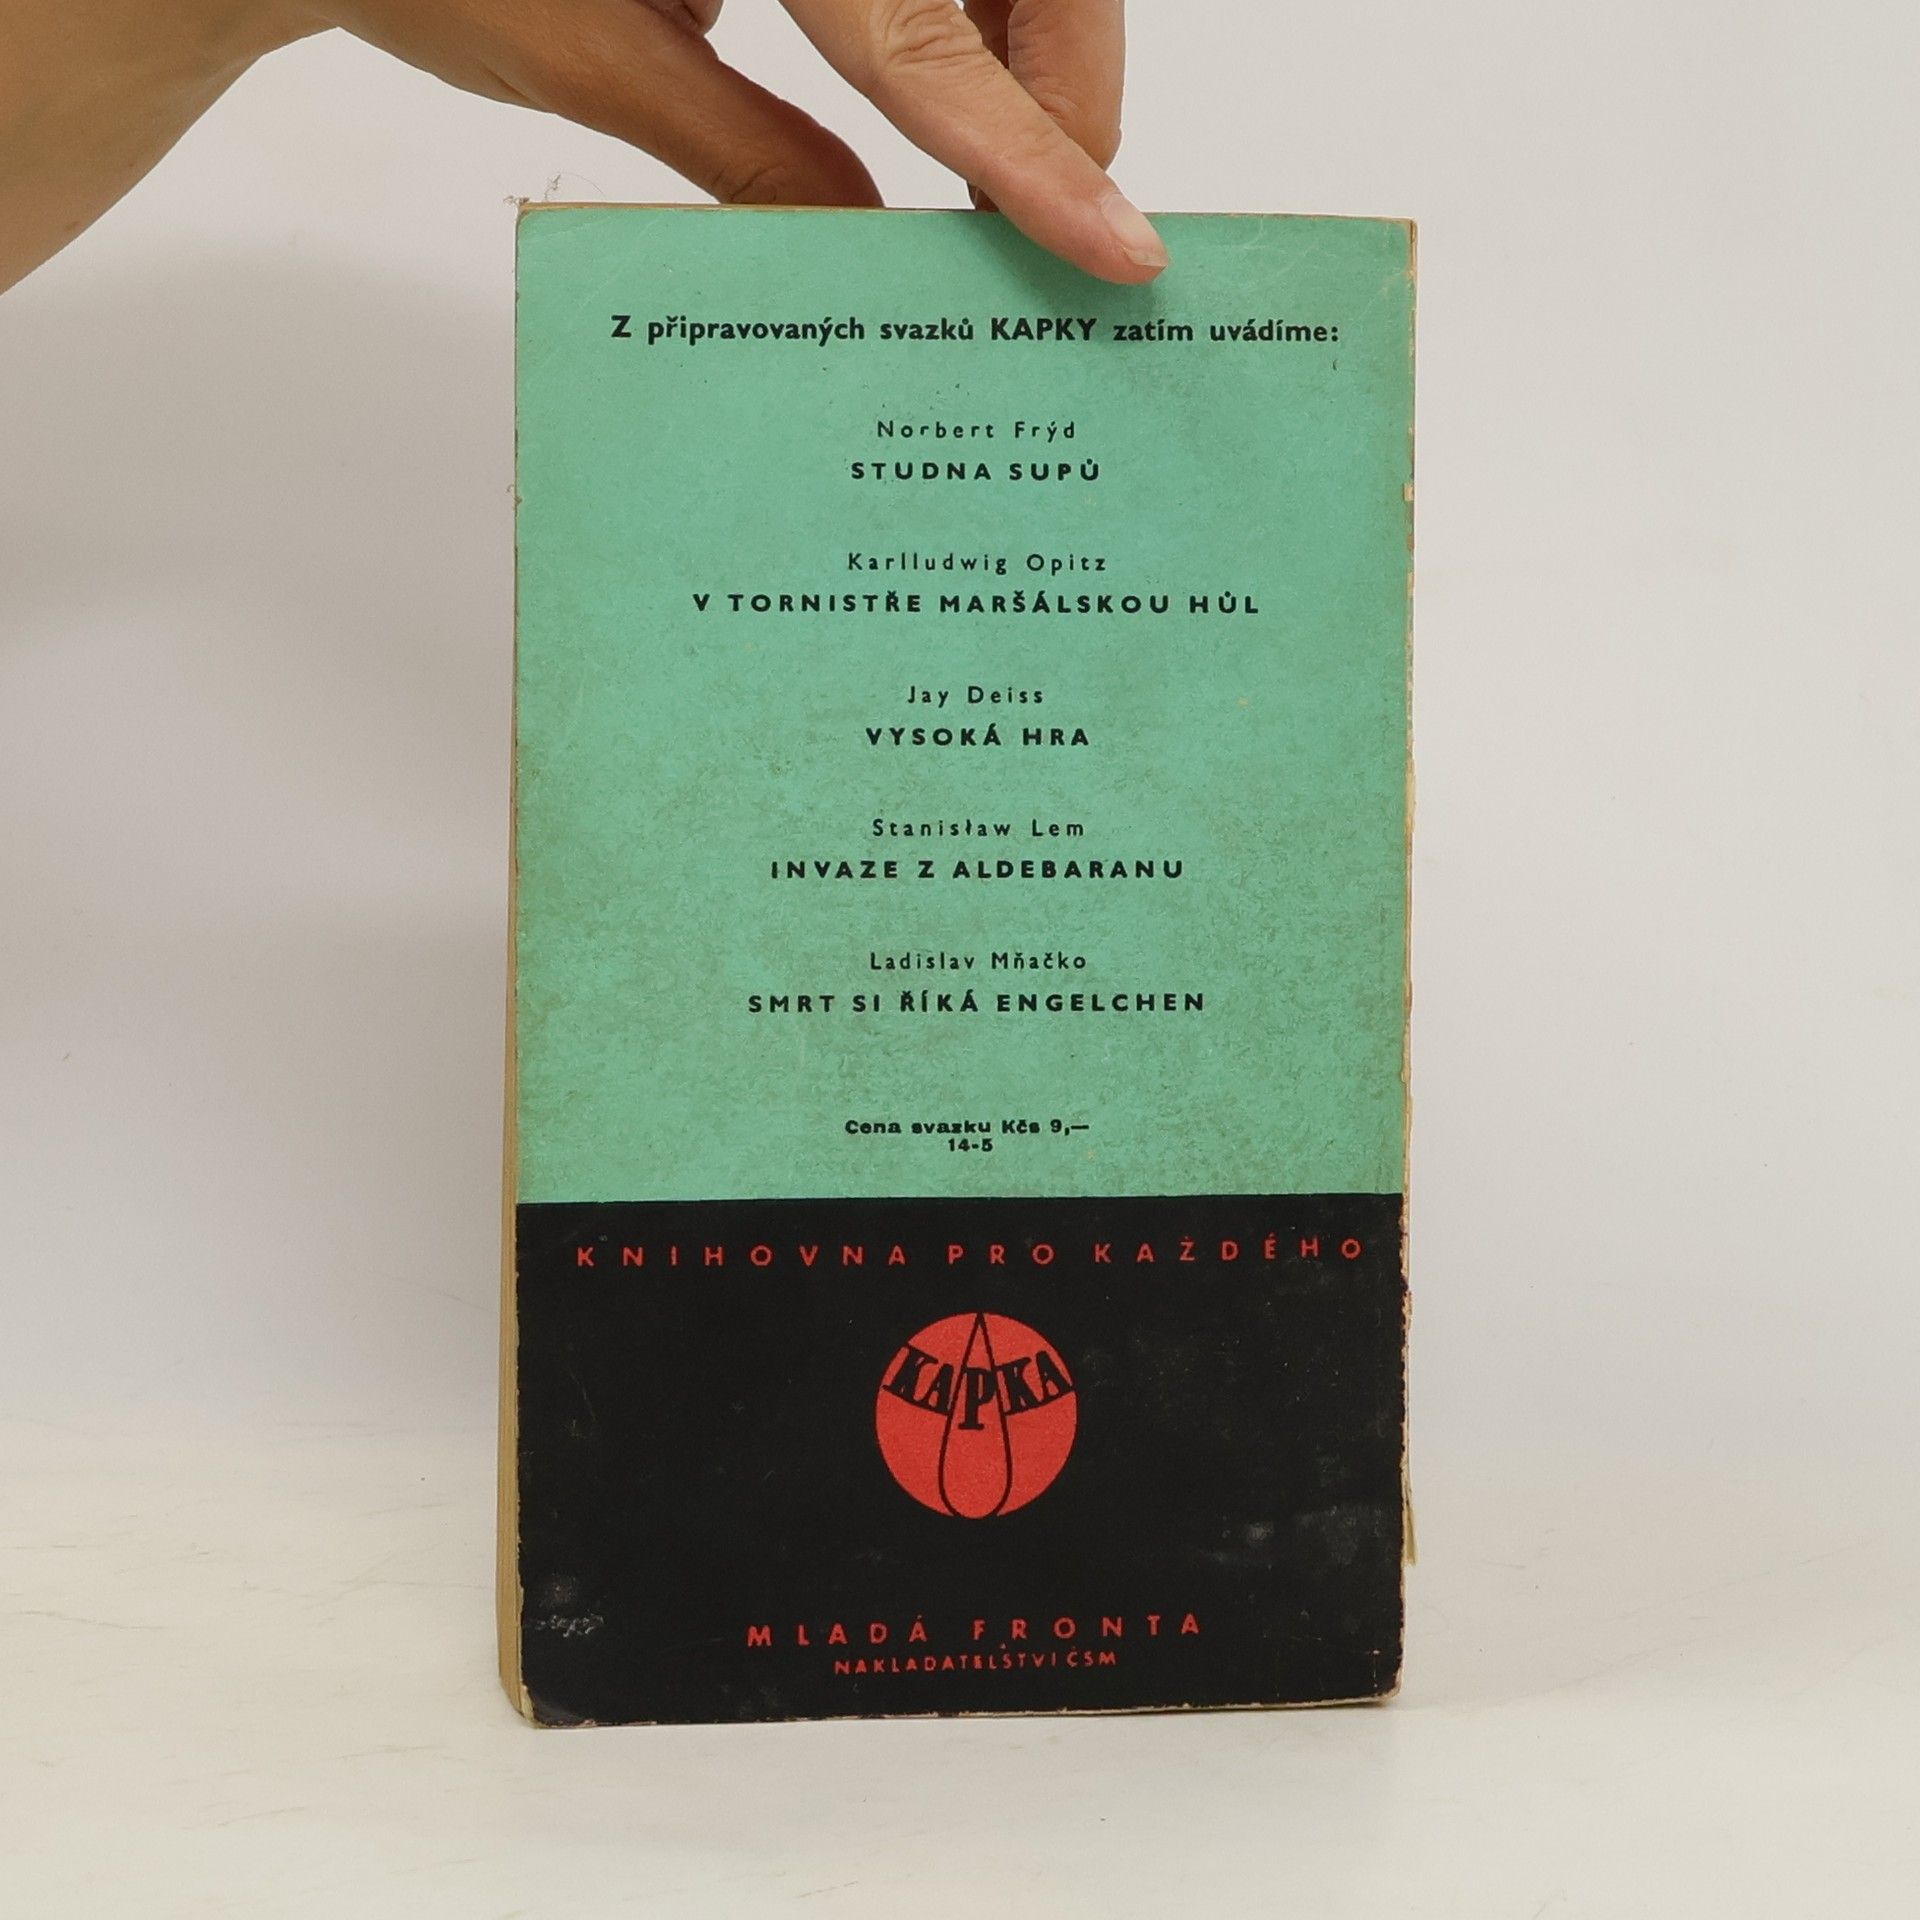 Z připravovaných svazků KAPKY zatím uvádíme:
Norbert Frýd
STUDNA SUPŮ
Karlludwig Opitz
V TORNISTŘE MARŠÁLSKOU HŮL
Jay Deiss
VYSOKÁ HRA
Stanisław Lem
INVAZE Z ALDEBARANU
Ladislav Mňačko
SMRT SI ŘÍKÁ ENGELCHEN
Cena svazku Kčs 9,—
14-5
KNIHOVNA PRO KAŽDÉHO
KAPKA
MLADÁ FRONTA
NAKLADATELSTVÍ ČSM